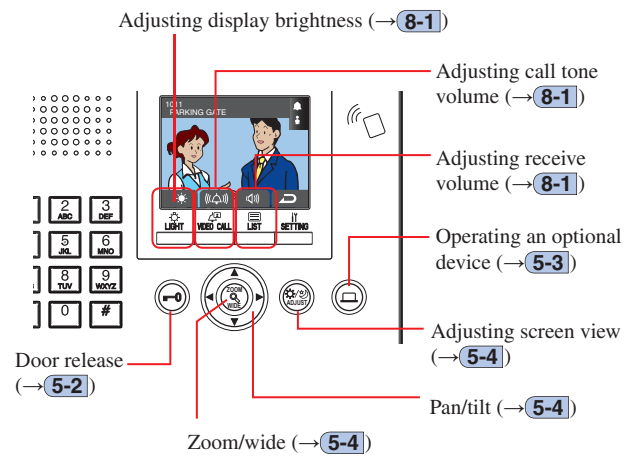 Adjusting display brightness (→8-1)
Adjusting call tone
volume (→8-1)
1011
PARKING GATE
Adjusting receive
volume (→8-1)
LIGHT VIDEO CALL LIST SETTING
2 3
ABC DEF
5 6
JKL MNO
8 9
TUV WXYZ
0 #
Operating an optional
device (→5-3)
ZOOM
WIDE
ADJUST
Adjusting screen view
(→5-4)
Door release
(→5-2)
Pan/tilt (→5-4)
Zoom/wide (→5-4)